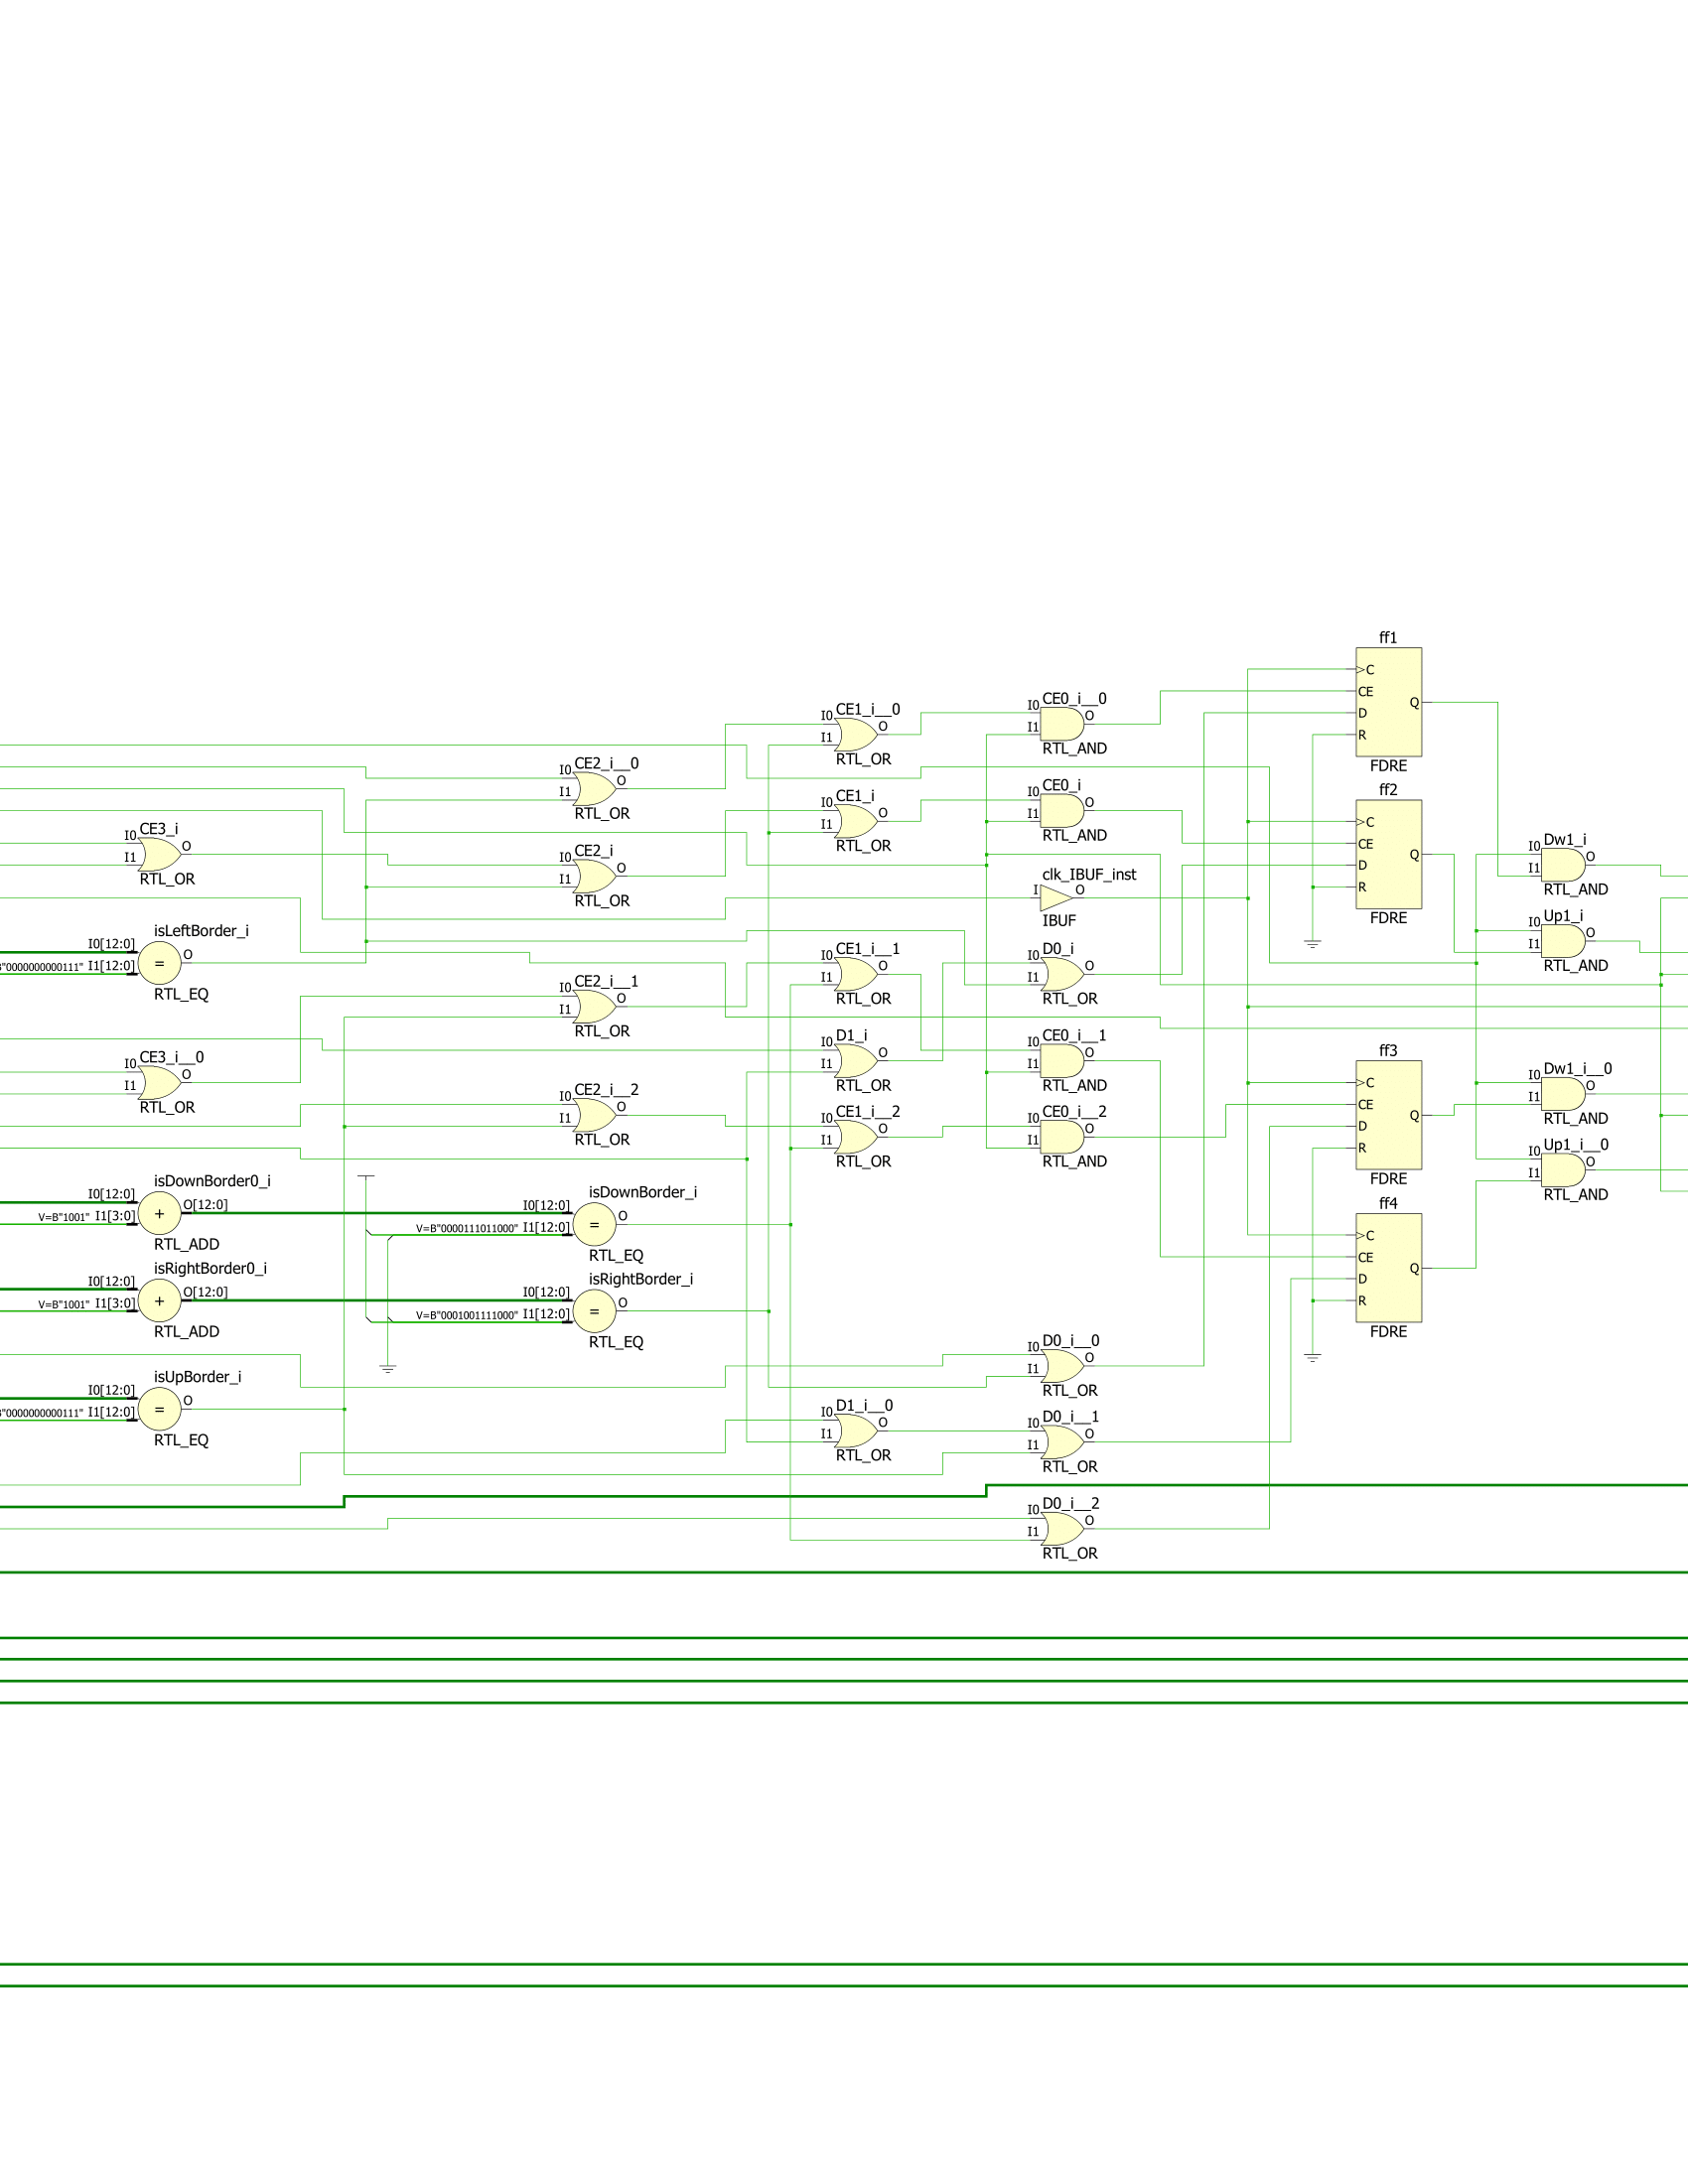 ff1
C
CE
D
R
Q
FDRE
CE1_i__0
I0
I1
O
RTL_OR
CE0_i__0
I0
I1
O
RTL_AND
CE2_i__0
I0
I1
O
RTL_OR
ff2
C
CE
D
R
Q
FDRE
CE1_i
I0
I1
O
RTL_OR
CE0_i
I0
I1
O
RTL_AND
CE3_i
I0
I1
O
RTL_OR
CE2_i
I0
I1
O
RTL_OR
clk_IBUF_inst
I
O
IBUF
Dw1_i
I0
I1
O
RTL_AND
Up1_i
I0
I1
O
RTL_AND
isLeftBorder_i
I0[12:0]
"0000000000111" I1[12:0]
=
O
RTL_EQ
CE2_i__1
I0
I1
O
RTL_OR
CE1_i__1
I0
I1
O
RTL_OR
D0_i
I0
I1
O
RTL_OR
CE3_i__0
I0
I1
O
RTL_OR
D1_i
I0
I1
O
RTL_OR
CE0_i__1
I0
I1
O
RTL_AND
ff3
C
CE
D
R
Q
FDRE
Dw1_i__0
I0
I1
O
RTL_AND
CE2_i__2
I0
I1
O
RTL_OR
CE1_i__2
I0
I1
O
RTL_OR
CE0_i__2
I0
I1
O
RTL_AND
Up1_i__0
I0
I1
O
RTL_AND
isDownBorder0_i
I0[12:0]
V=B"1001" I1[3:0]
+
O[12:0]
RTL_ADD
isDownBorder_i
I0[12:0]
V=B"0000111011000" I1[12:0]
=
O
RTL_EQ
ff4
C
CE
D
R
Q
FDRE
isRightBorder0_i
I0[12:0]
V=B"1001" I1[3:0]
+
O[12:0]
RTL_ADD
isRightBorder_i
I0[12:0]
V=B"0001001111000" I1[12:0]
=
O
RTL_EQ
D0_i__0
I0
I1
O
RTL_OR
isUpBorder_i
I0[12:0]
"0000000000111" I1[12:0]
=
O
RTL_EQ
D1_i__0
I0
I1
O
RTL_OR
D0_i__1
I0
I1
O
RTL_OR
D0_i__2
I0
I1
O
RTL_OR